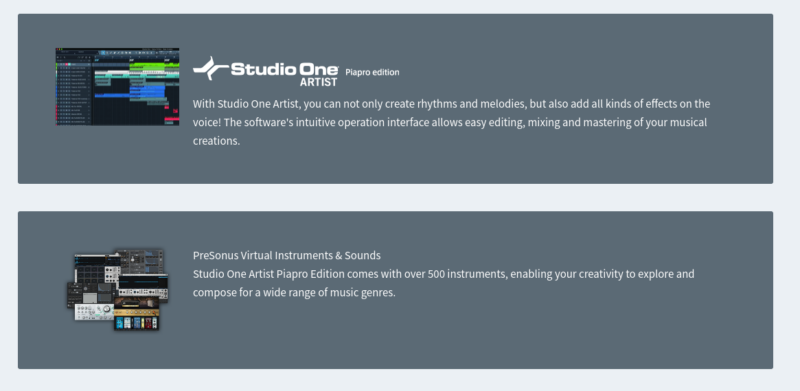 Studio One Piapro edition
ARTIST
With Studio One Artist, you can not only create rhythms and melodies, but also add all kinds of effects on the
voice! The software's intuitive operation interface allows easy editing, mixing and mastering of your musical
creations.
PreSonus Virtual Instruments & Sounds
Studio One Artist Piapro Edition comes with over 500 instruments, enabling your creativity to explore and
compose for a wide range of music genres.